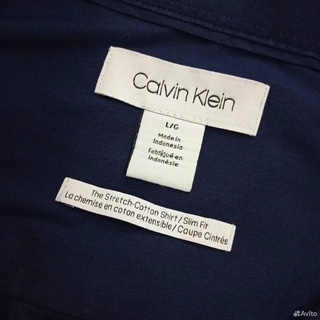 Calvin Klein
L/G
Made in
Indonesia
Fabriqué en
Indonésie
The Stretch-Cotton Shirt / Slim Fit
La chemise en coton extensible / Coupe Cintrée
Avito